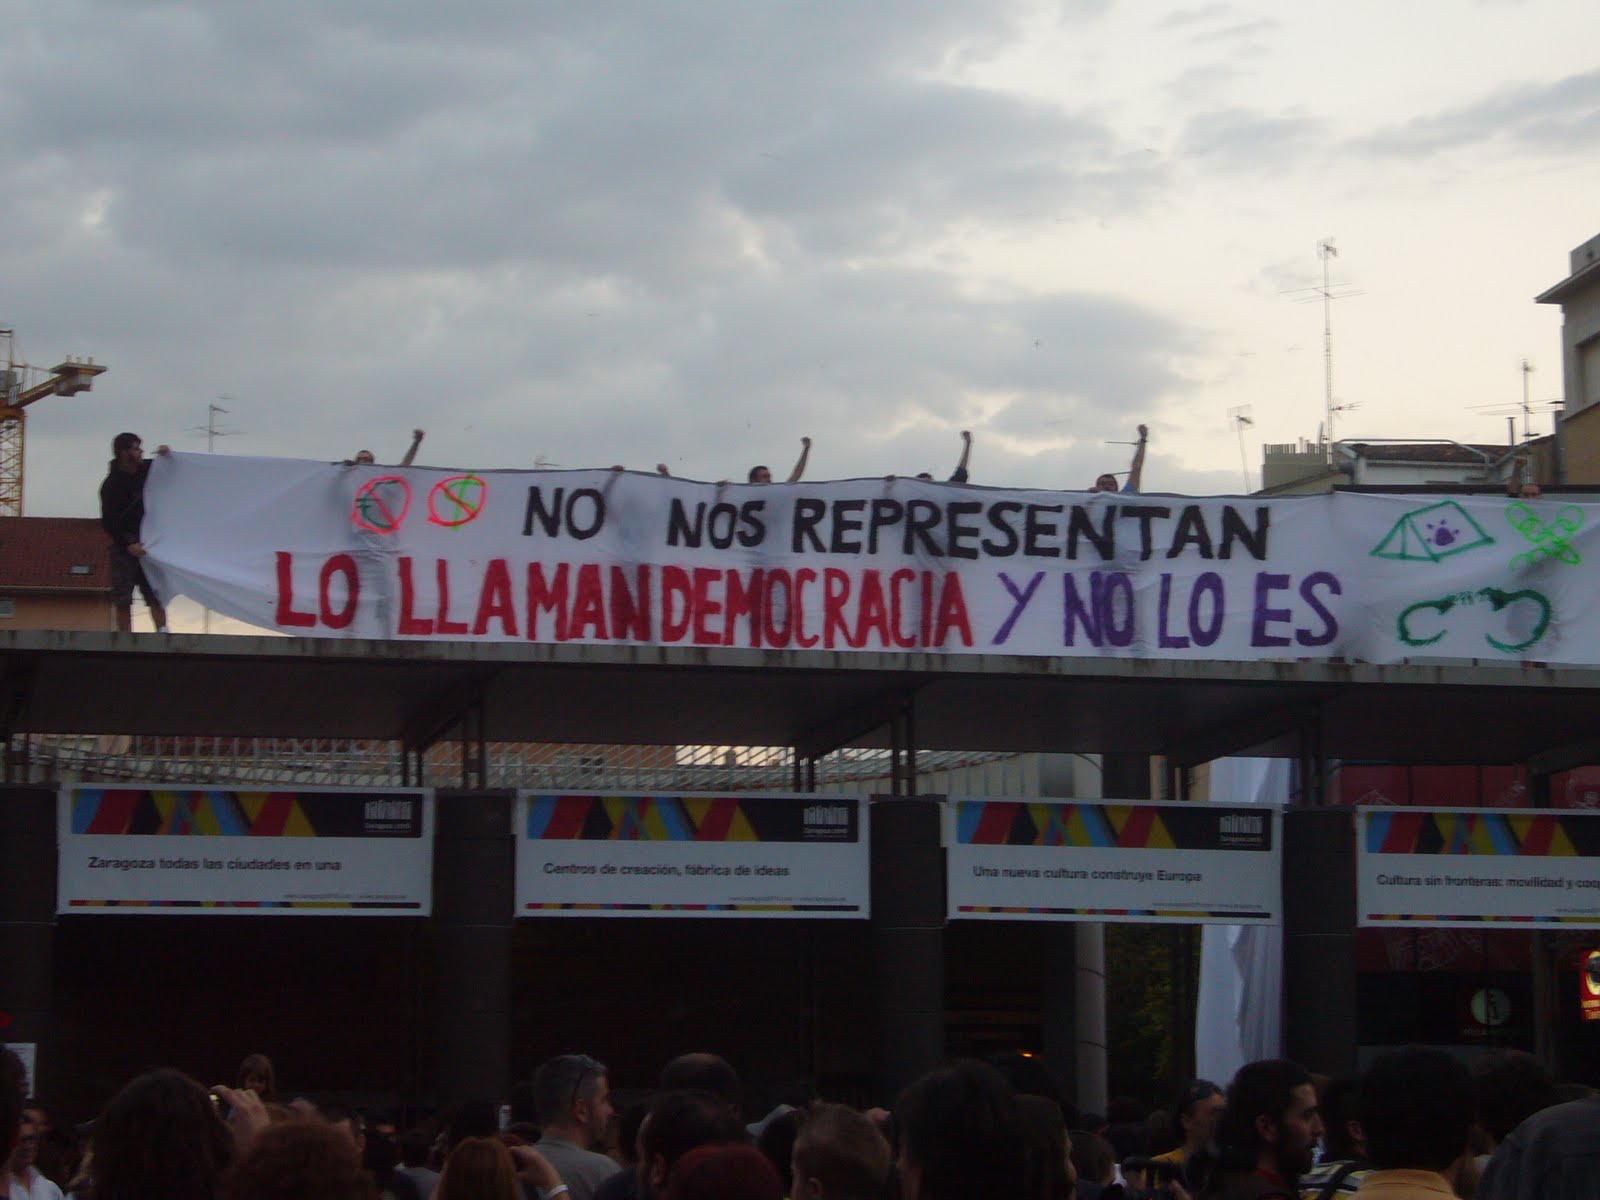 NO NOS REPRESENTAN
LO LLAMAN DEMOCRACIA Y NO LO ES
Zaragoza todas las ciudades en una
Centros de creación, fábrica de ideas
Una nueva cultura construye Europa
Cultura sin fronteras: movilidad y coop